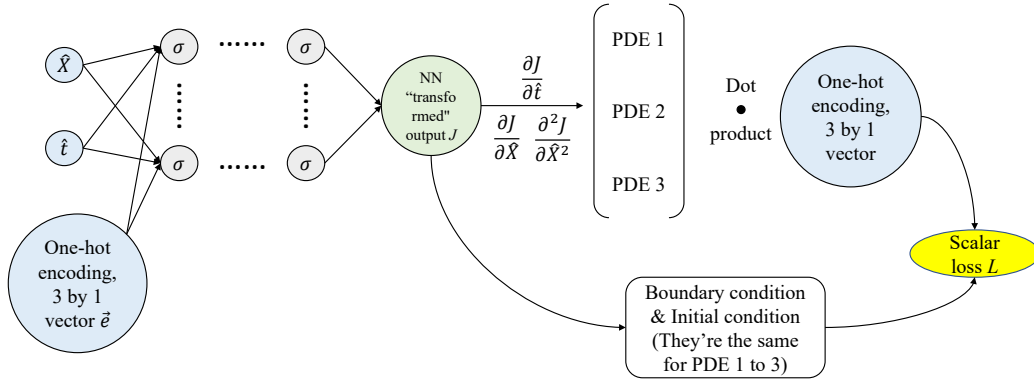 X̂
t̂
One-hot
encoding,
3 by 1
vector e⃗
σ
……
σ
⋮
⋮
σ
……
σ
NN
“transfo
rmed"
output J
∂J/∂t̂
∂J/∂X̂ ∂²J/∂X̂²
PDE 1
PDE 2
PDE 3
Dot
•
product
One-hot
encoding,
3 by 1
vector
Scalar
loss L
Boundary condition
& Initial condition
(They’re the same
for PDE 1 to 3)